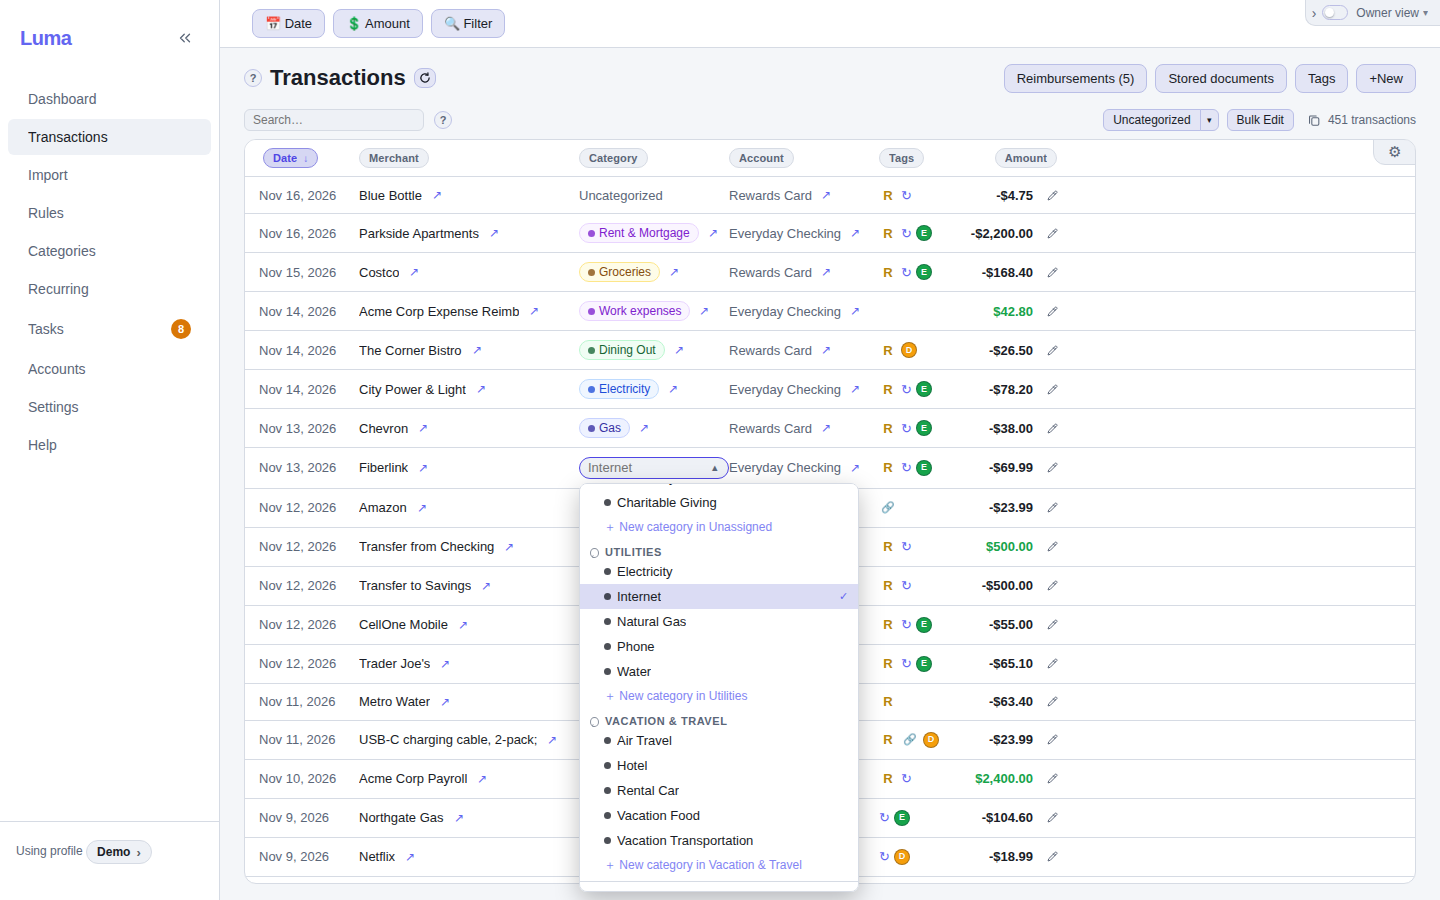 Luma
Dashboard
Transactions
Import
Rules
Categories
Recurring
Tasks 8
Accounts
Settings
Help
Using profile Demo ›
📅 Date 💲 Amount 🔍 Filter
› Owner view ▾
? Transactions
Reimbursements (5) Stored documents Tags +New
Search… ?
Uncategorized ▾ Bulk Edit 451 transactions
Date ↓ Merchant Category Account Tags Amount ⚙
Nov 16, 2026 Blue Bottle ↗ Uncategorized Rewards Card ↗ R ↻ -$4.75
Nov 16, 2026 Parkside Apartments ↗ Rent & Mortgage ↗ Everyday Checking ↗ R ↻ E -$2,200.00
Nov 15, 2026 Costco ↗ Groceries ↗ Rewards Card ↗ R ↻ E -$168.40
Nov 14, 2026 Acme Corp Expense Reimb ↗ Work expenses ↗ Everyday Checking ↗ $42.80
Nov 14, 2026 The Corner Bistro ↗ Dining Out ↗ Rewards Card ↗ R D -$26.50
Nov 14, 2026 City Power & Light ↗ Electricity ↗ Everyday Checking ↗ R ↻ E -$78.20
Nov 13, 2026 Chevron ↗ Gas ↗ Rewards Card ↗ R ↻ E -$38.00
Nov 13, 2026 Fiberlink ↗ Internet ▲ Everyday Checking ↗ R ↻ E -$69.99
Nov 12, 2026 Amazon ↗ 🔗 -$23.99
Nov 12, 2026 Transfer from Checking ↗ R ↻ $500.00
Nov 12, 2026 Transfer to Savings ↗ R ↻ -$500.00
Nov 12, 2026 CellOne Mobile ↗ R ↻ E -$55.00
Nov 12, 2026 Trader Joe's ↗ R ↻ E -$65.10
Nov 11, 2026 Metro Water ↗ R -$63.40
Nov 11, 2026 USB-C charging cable, 2-pack; ↗ R 🔗 D -$23.99
Nov 10, 2026 Acme Corp Payroll ↗ R ↻ $2,400.00
Nov 9, 2026 Northgate Gas ↗ ↻ E -$104.60
Nov 9, 2026 Netflix ↗ ↻ D -$18.99
Charitable Giving
+ New category in Unassigned
UTILITIES
Electricity
Internet ✓
Natural Gas
Phone
Water
+ New category in Utilities
VACATION & TRAVEL
Air Travel
Hotel
Rental Car
Vacation Food
Vacation Transportation
+ New category in Vacation & Travel